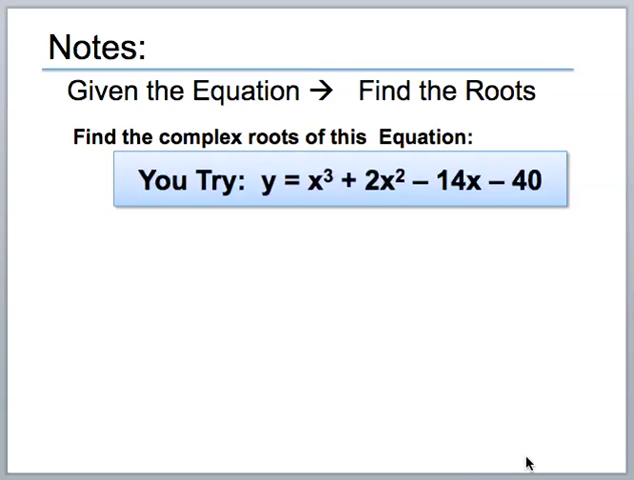 Notes:
Given the Equation → Find the Roots
Find the complex roots of this Equation:
You Try: y = x³ + 2x² – 14x – 40